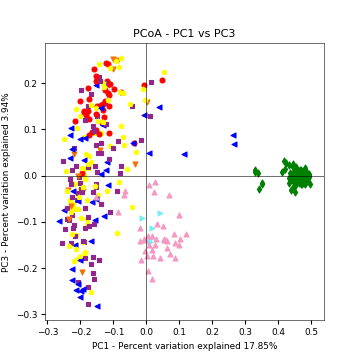 PCoA - PC1 vs PC3
PC3 - Percent variation explained 3.94%
0.2
0.1
0.0
−0.1
−0.2
−0.3
−0.3 −0.2 −0.1 0.0 0.1 0.2 0.3 0.4 0.5
PC1 - Percent variation explained 17.85%